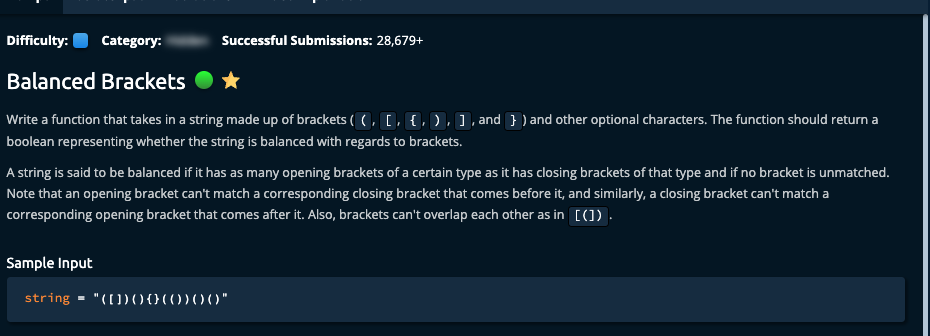 Difficulty: Category: Successful Submissions: 28,679+
Balanced Brackets
Write a function that takes in a string made up of brackets ( (, [, {, ), ], and } ) and other optional characters. The function should return a
boolean representing whether the string is balanced with regards to brackets.
A string is said to be balanced if it has as many opening brackets of a certain type as it has closing brackets of that type and if no bracket is unmatched.
Note that an opening bracket can't match a corresponding closing bracket that comes before it, and similarly, a closing bracket can't match a
corresponding opening bracket that comes after it. Also, brackets can't overlap each other as in [(]).
Sample Input
string = "([])(){}(())()()"